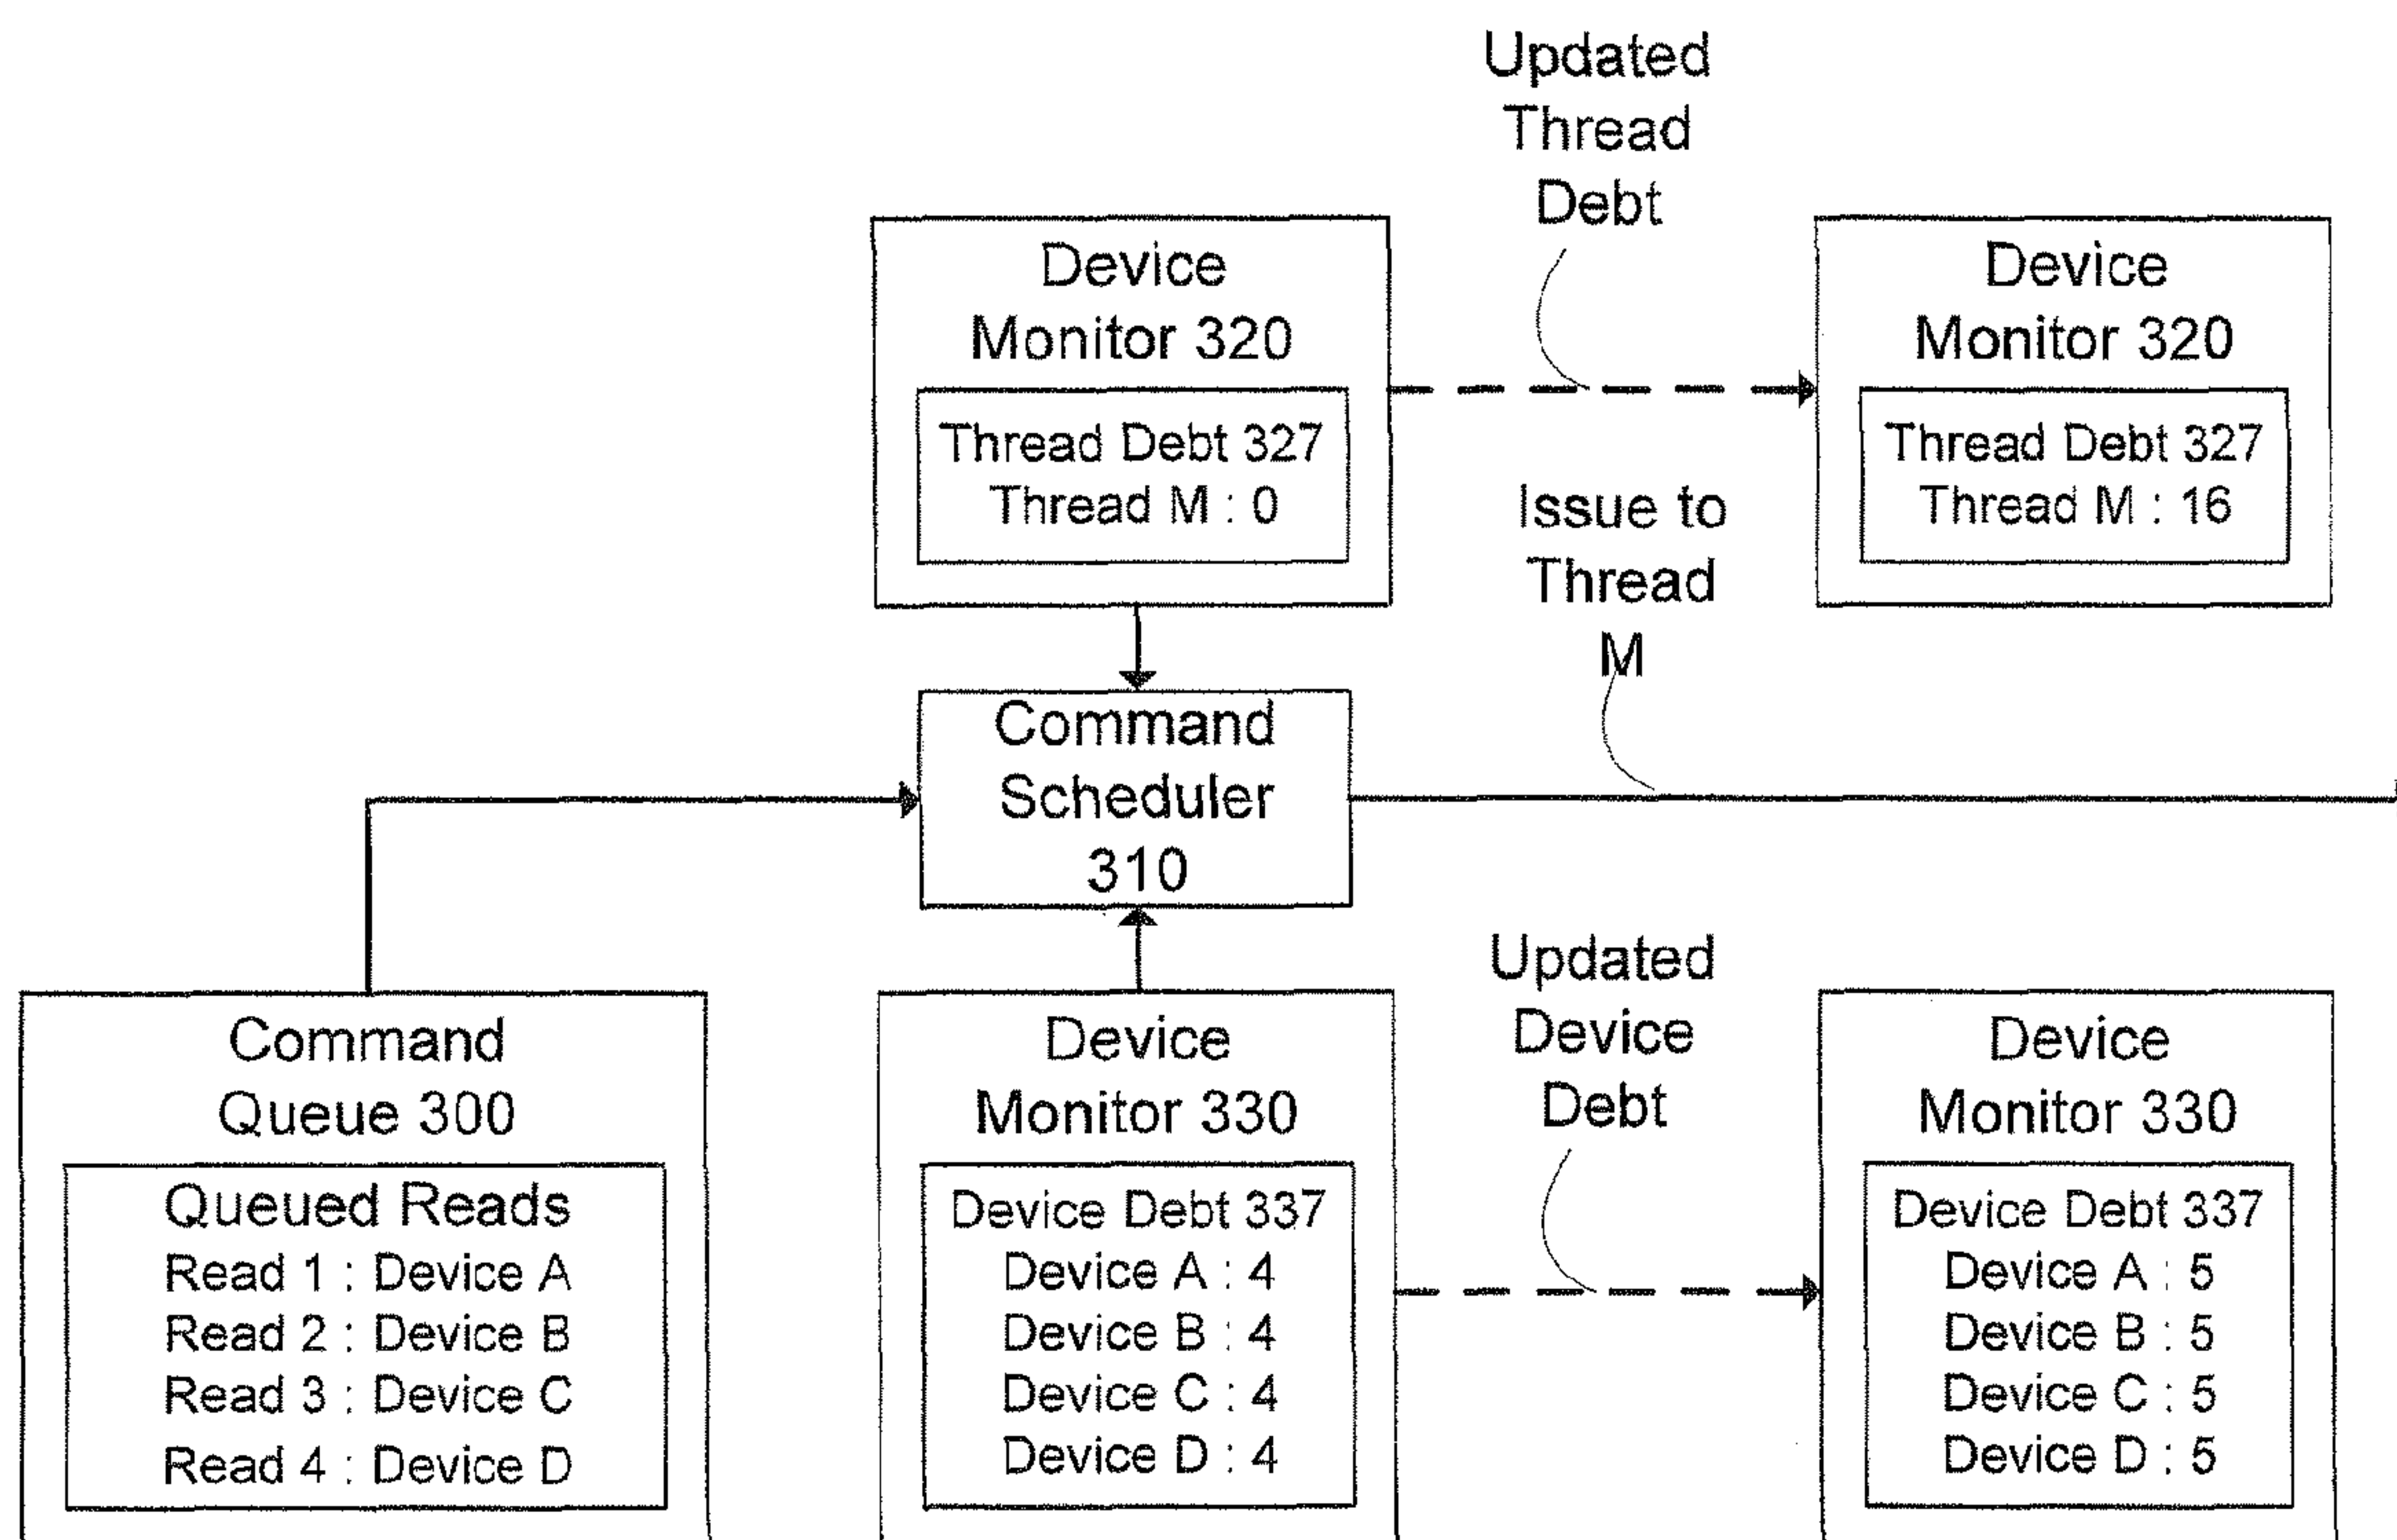 Updated
Thread
Debt
Device
Monitor 320
Thread Debt 327
Thread M : 0
Device
Monitor 320
Thread Debt 327
Thread M : 16
Issue to
Thread
M
Command
Scheduler
310
Updated
Device
Debt
Command
Queue 300
Queued Reads
Read 1 : Device A
Read 2 : Device B
Read 3 : Device C
Read 4 : Device D
Device
Monitor 330
Device Debt 337
Device A : 4
Device B : 4
Device C : 4
Device D : 4
Device
Monitor 330
Device Debt 337
Device A : 5
Device B : 5
Device C : 5
Device D : 5